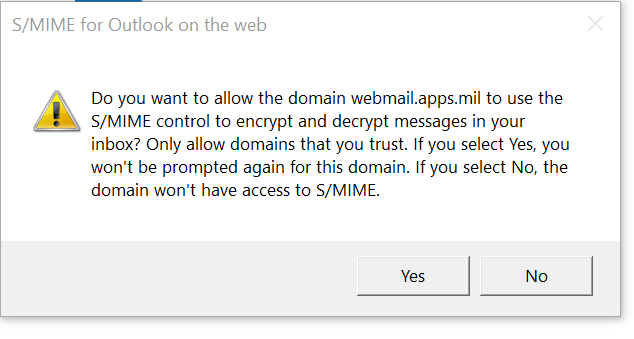 S/MIME for Outlook on the web
Do you want to allow the domain webmail.apps.mil to use the
S/MIME control to encrypt and decrypt messages in your
inbox? Only allow domains that you trust. If you select Yes, you
won't be prompted again for this domain. If you select No, the
domain won't have access to S/MIME.
Yes
No